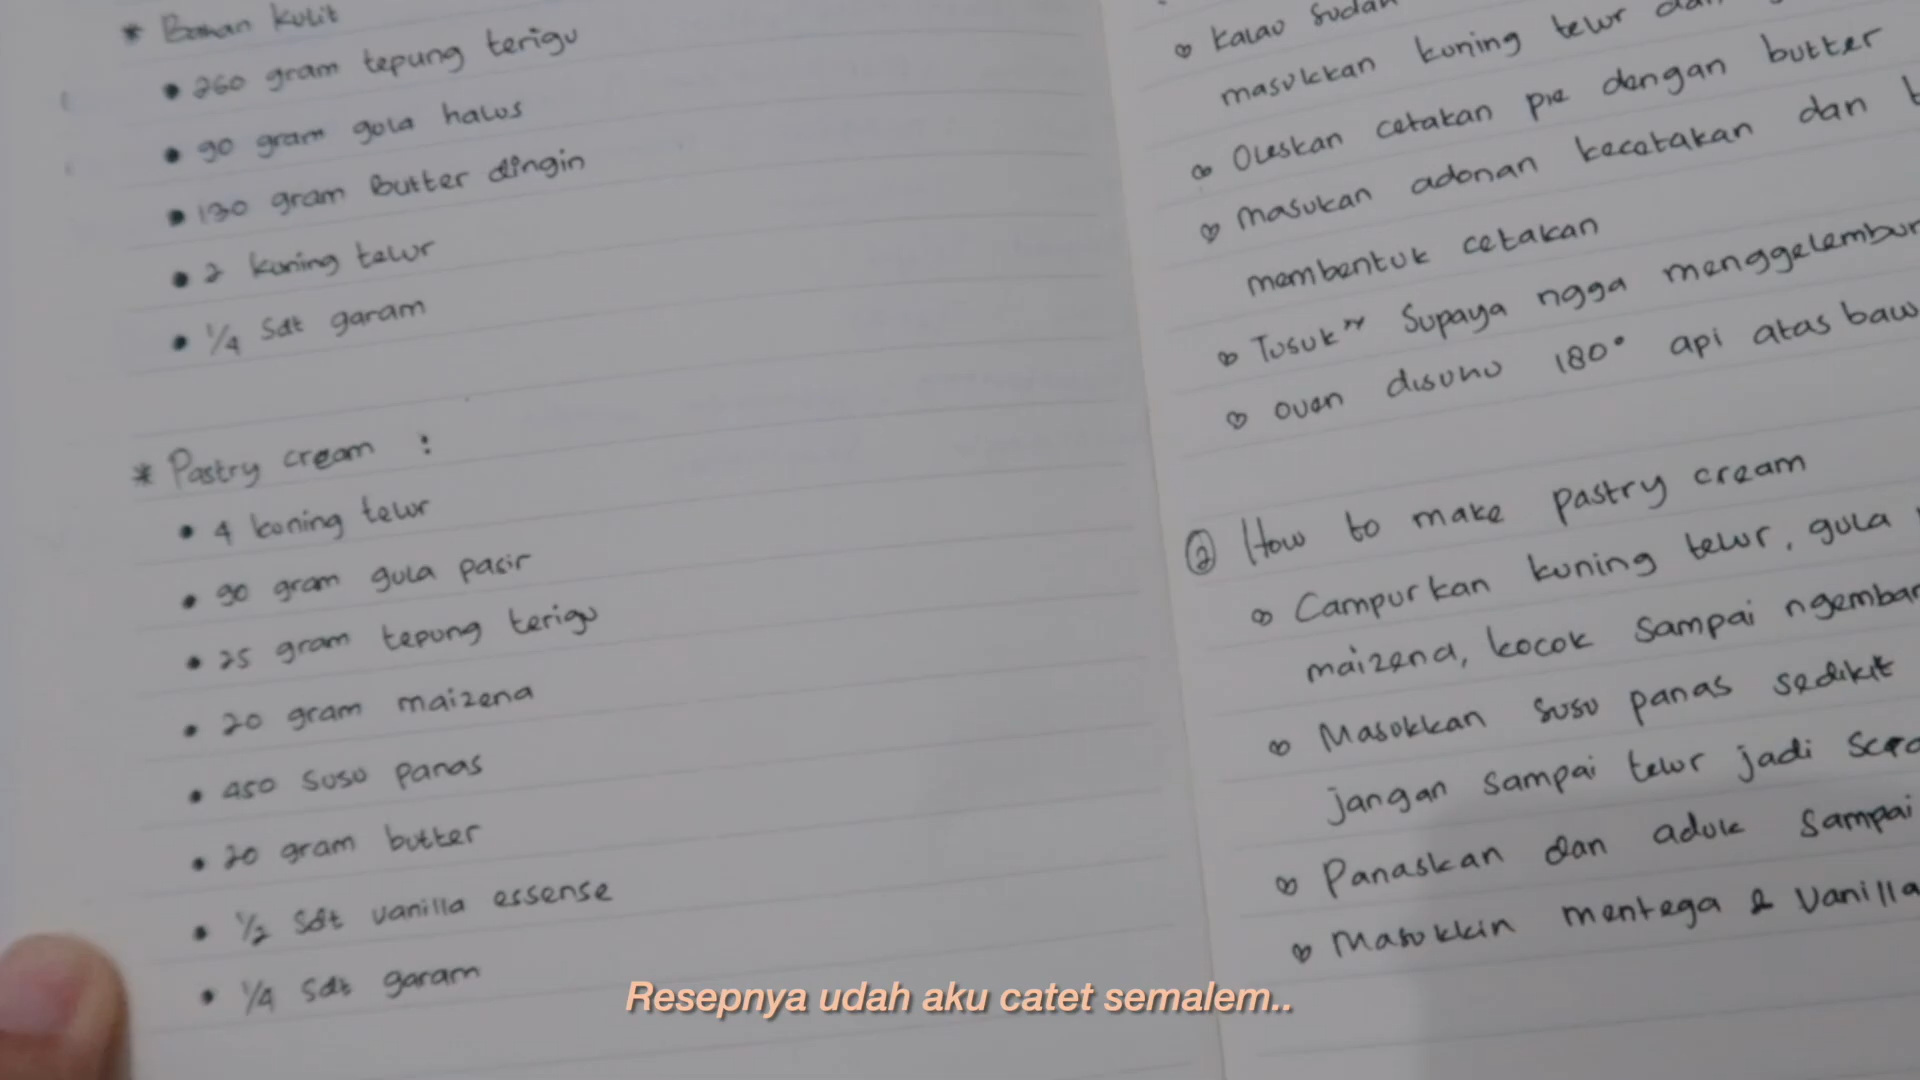 * Bahan kulit
• 260 gram tepung terigu
• 90 gram gula halus
• 130 gram Butter dingin
• 2 kuning telur
• 1/4 Sdt garam
* Pastry cream :
• 4 kuning telur
• 90 gram gula pasir
• 25 gram tepung terigu
• 20 gram maizena
• 450 susu panas
• 20 gram butter
• 1/2 Sdt vanilla essense
• 1/4 Sdt garam
kalau sudah
masukkan kuning telur dan
Oleskan cetakan pie dengan butter
masukan adonan kecetakan dan
membentuk cetakan
Tusuk" Supaya ngga menggelembun
oven disuhu 180° api atas baw
② How to make pastry cream
Campurkan kuning telur, gula
maizena, kocok sampai ngemban
Masukkan susu panas sedikit
jangan sampai telur jadi
Panaskan dan aduk sampai
Masukkin mentega & vanilla
Resepnya udah aku catet semalem..